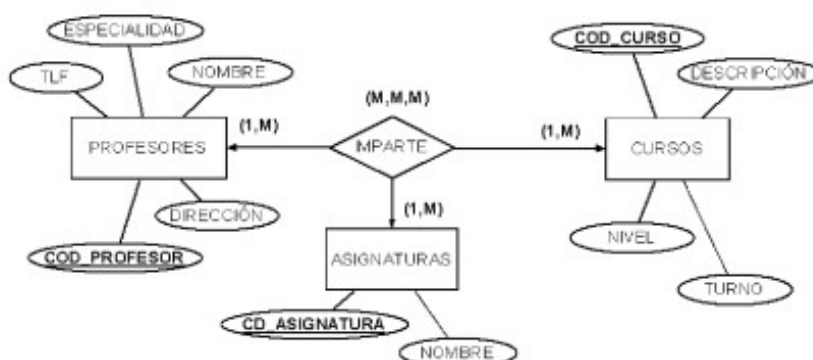 ESPECIALIDAD
TLF
NOMBRE
(1,M)
PROFESORES
DIRECCIÓN
COD_PROFESOR
(M,M,M)
IMPARTE
(1,M)
ASIGNATURAS
CD_ASIGNATURA
NOMBRE
COD_CURSO
DESCRIPCIÓN
(1,M)
CURSOS
NIVEL
TURNO